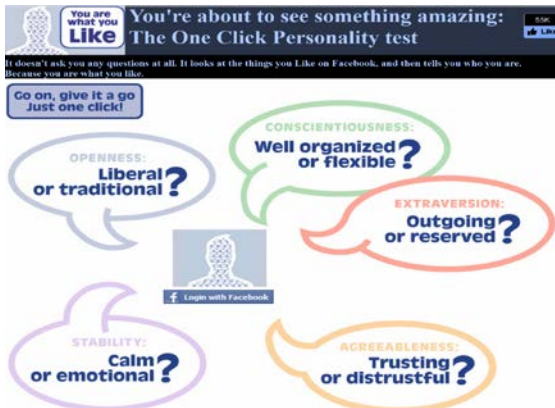 You are
what you
Like
You're about to see something amazing:
The One Click Personality test
55K
Like
It doesn't ask you any questions at all. It looks at the things you Like on Facebook, and then tells you who you are.
Because you are what you like.
Go on, give it a go
Just one click!
OPENNESS:
Liberal
or traditional?
CONSCIENTIOUSNESS:
Well organized
or flexible?
EXTRAVERSION:
Outgoing
or reserved?
f Login with Facebook
STABILITY:
Calm
or emotional?
AGREEABLENESS:
Trusting
or distrustful?